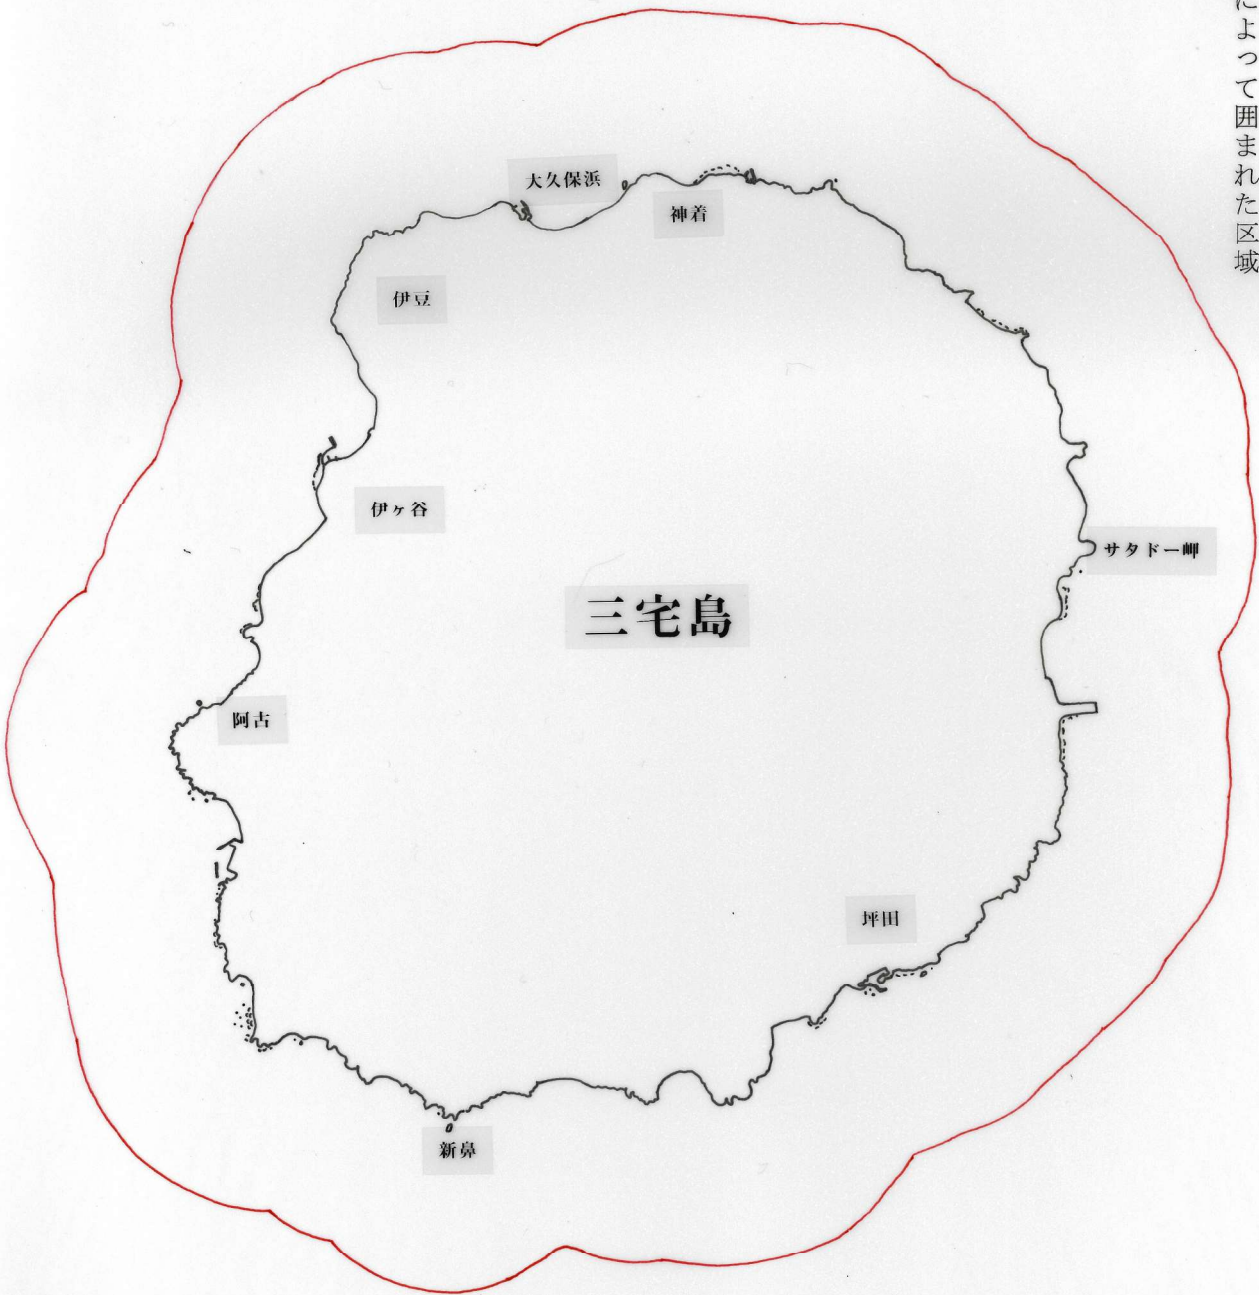 によって囲まれた区域
大久保浜
神着
伊豆
伊ヶ谷
サタドー岬
三宅島
阿古
坪田
新鼻